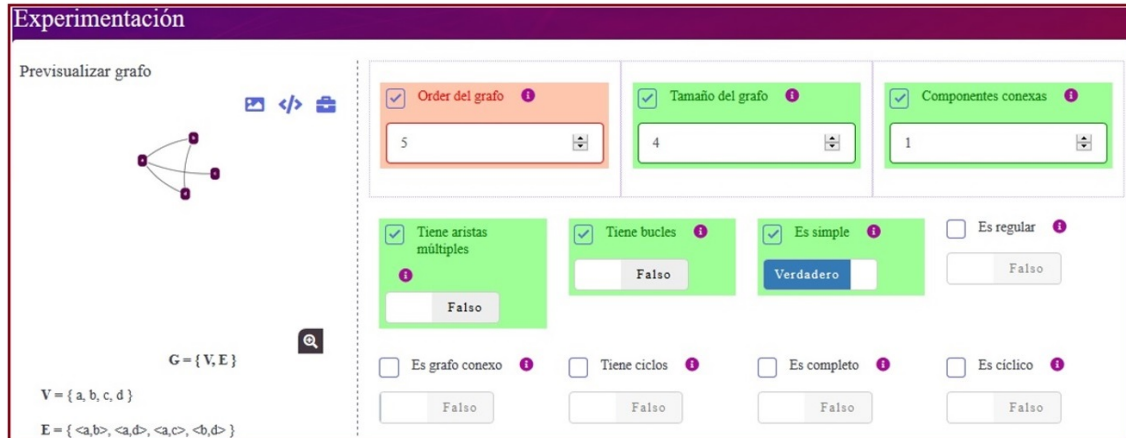 Experimentación
Previsualizar grafo
</>
b
a
c
d
G = { V, E }
V = { a, b, c, d }
E = { <a,b>, <a,d>, <a,c>, <b,d> }
Order del grafo
5
Tamaño del grafo
4
Componentes conexas
1
Tiene aristas
múltiples
Falso
Tiene bucles
Falso
Es simple
Verdadero
Es regular
Falso
Es grafo conexo
Falso
Tiene ciclos
Falso
Es completo
Falso
Es cíclico
Falso